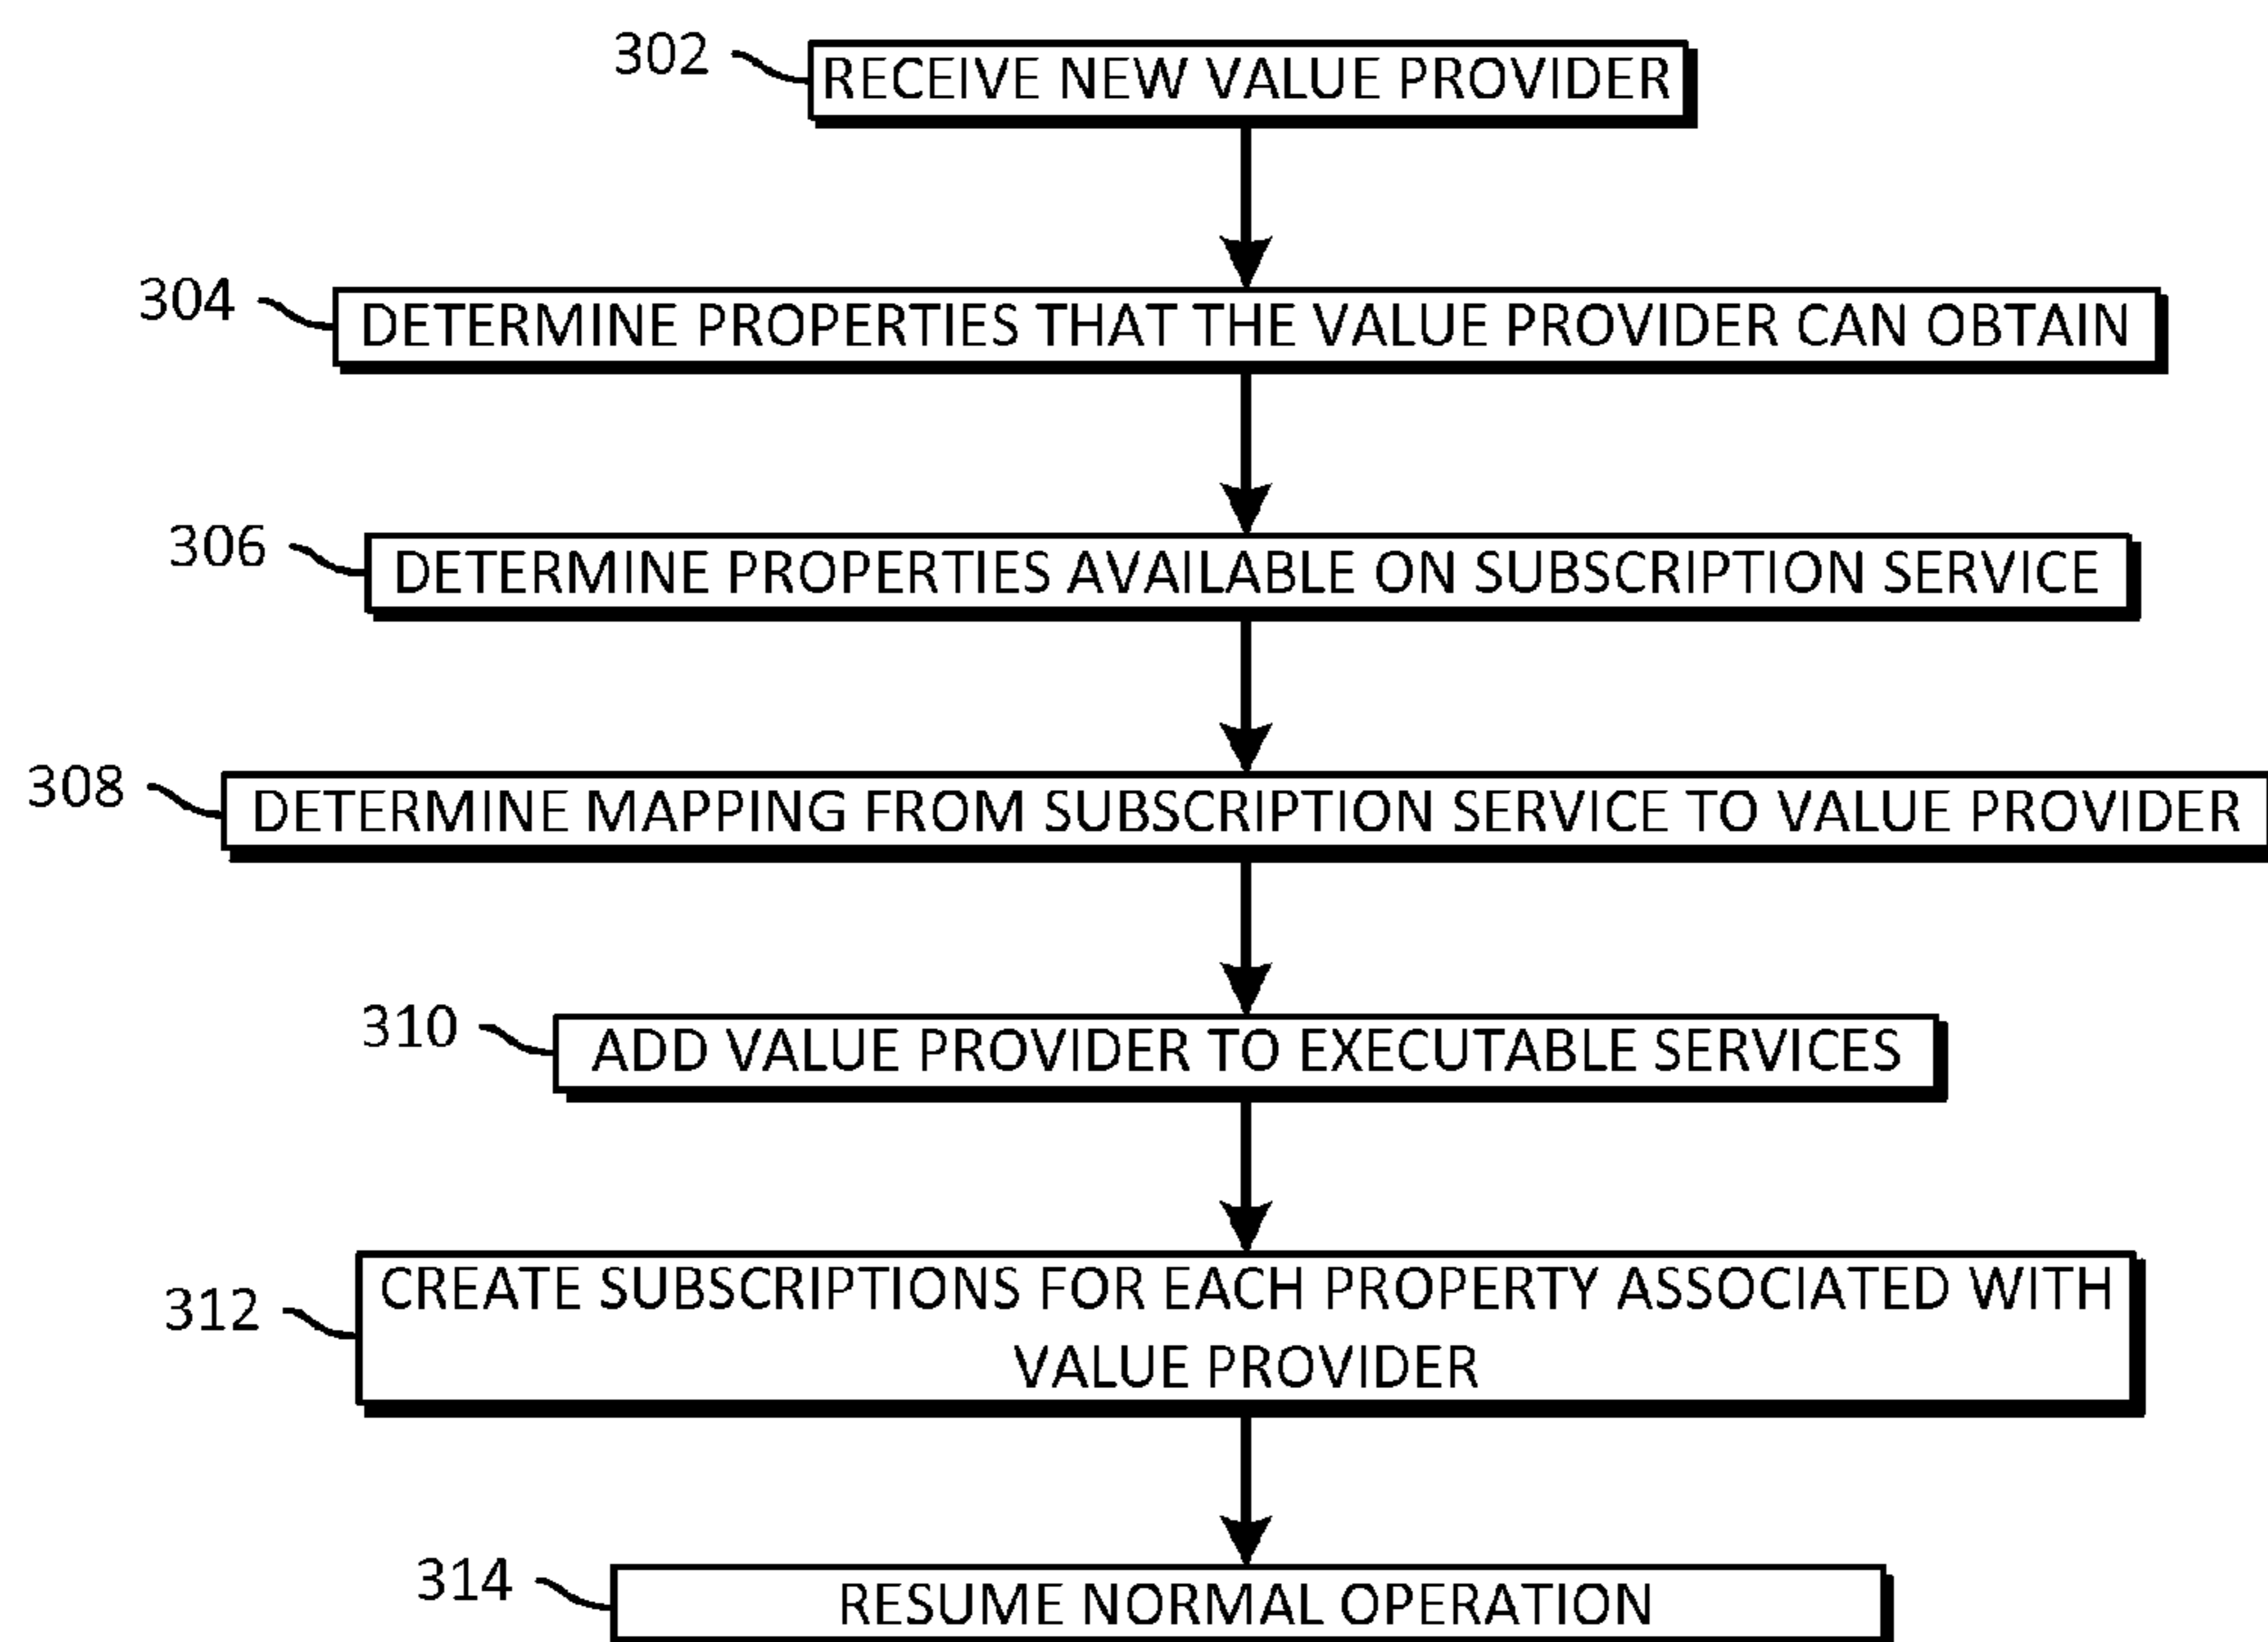 302
RECEIVE NEW VALUE PROVIDER
304
DETERMINE PROPERTIES THAT THE VALUE PROVIDER CAN OBTAIN
306
DETERMINE PROPERTIES AVAILABLE ON SUBSCRIPTION SERVICE
308
DETERMINE MAPPING FROM SUBSCRIPTION SERVICE TO VALUE PROVIDER
310
ADD VALUE PROVIDER TO EXECUTABLE SERVICES
312
CREATE SUBSCRIPTIONS FOR EACH PROPERTY ASSOCIATED WITH
VALUE PROVIDER
314
RESUME NORMAL OPERATION